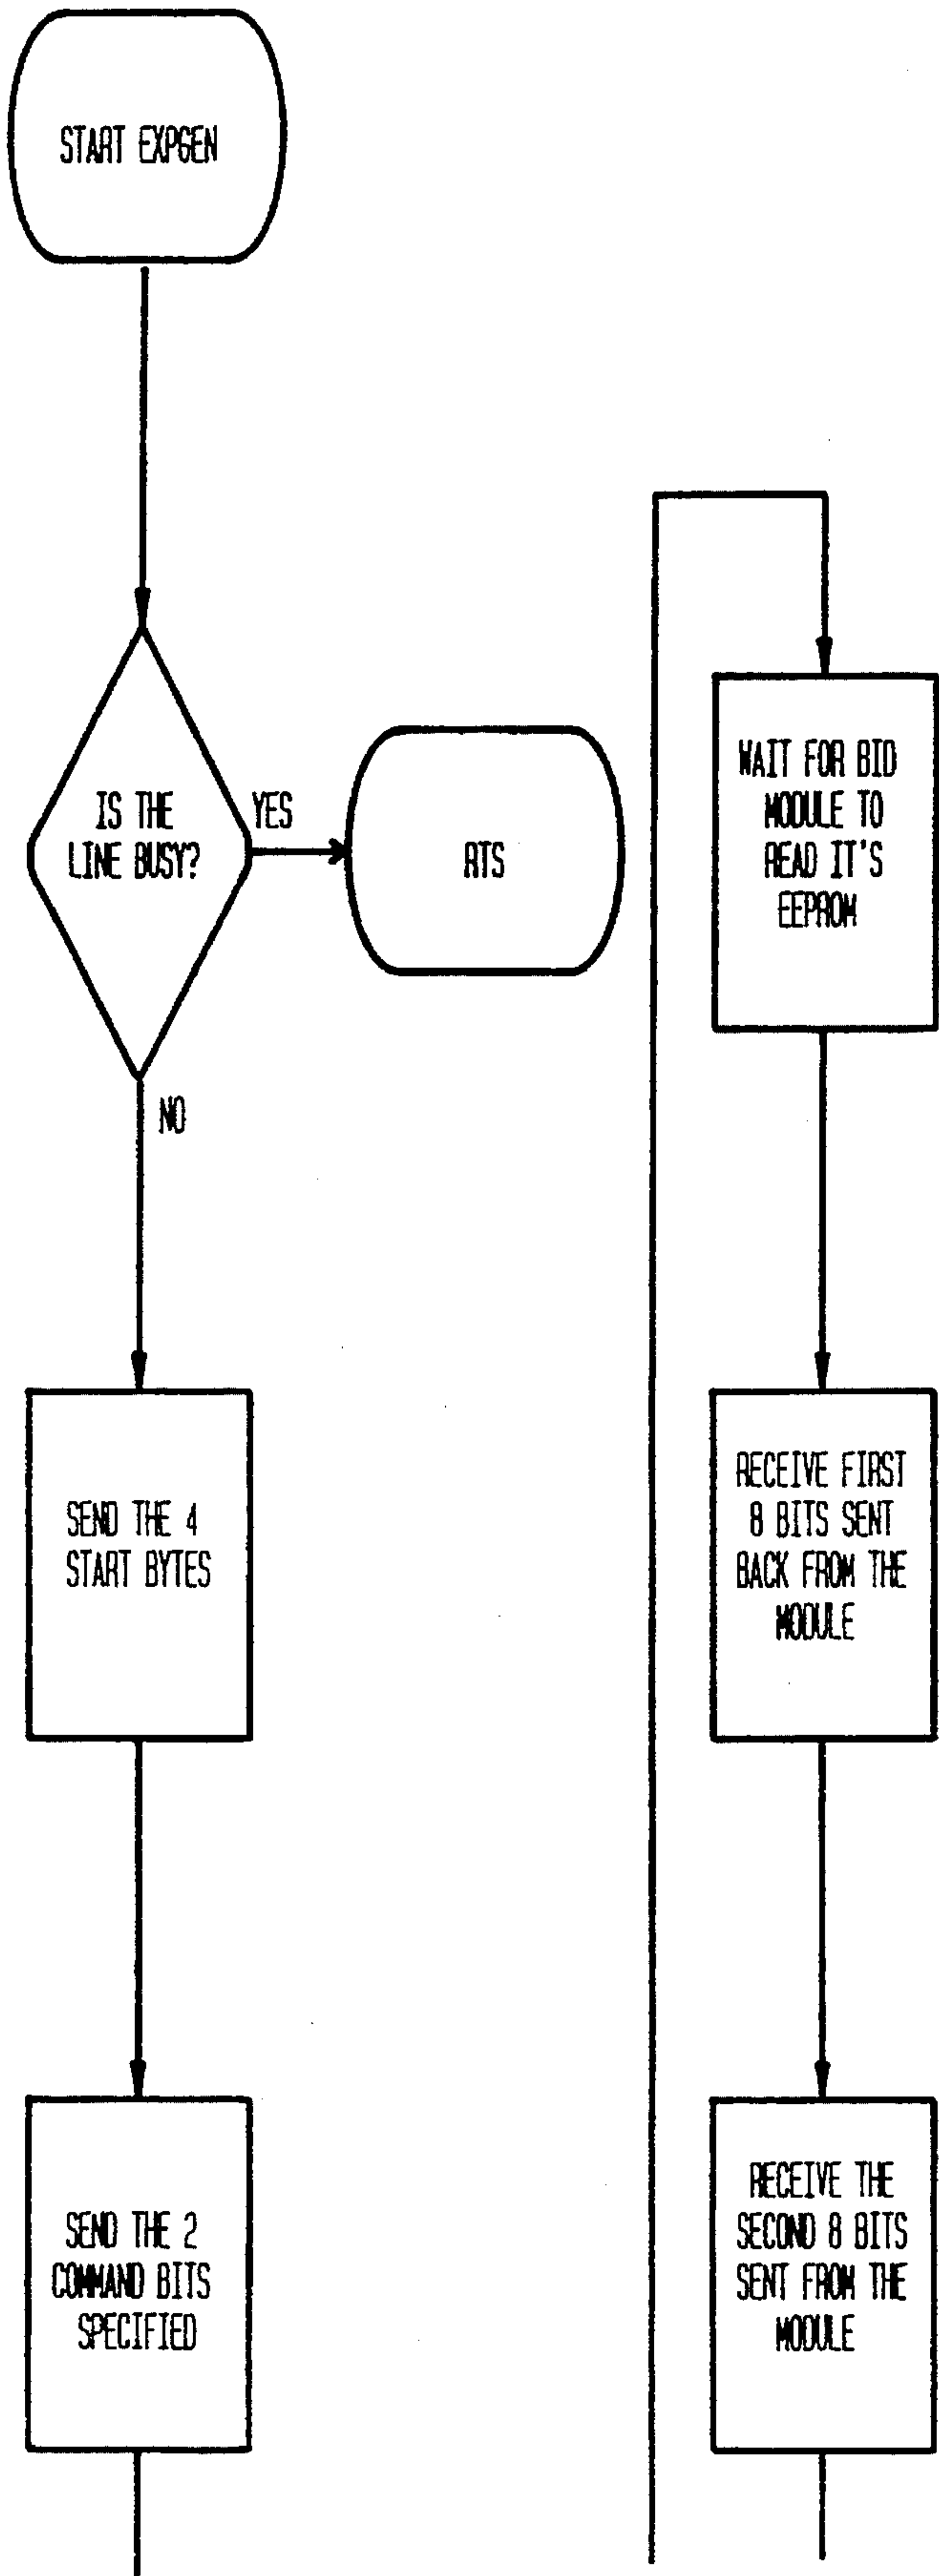 START EXPGEN
IS THE
LINE BUSY?
YES
RTS
NO
SEND THE 4
START BYTES
SEND THE 2
COMMAND BITS
SPECIFIED
WAIT FOR BID
MODULE TO
READ IT'S
EEPROM
RECEIVE FIRST
8 BITS SENT
BACK FROM THE
MODULE
RECEIVE THE
SECOND 8 BITS
SENT FROM THE
MODULE